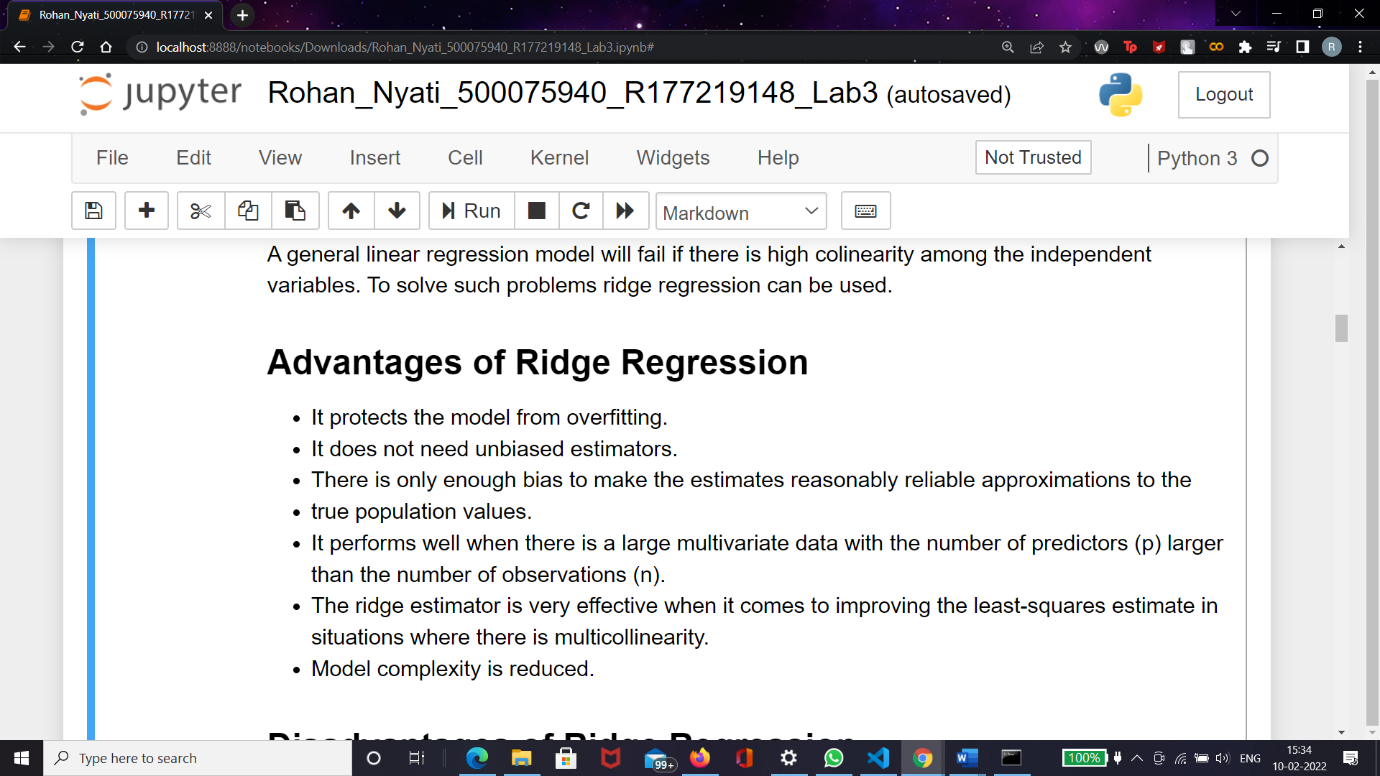 Rohan_Nyati_500075940_R17721
localhost:8888/notebooks/Downloads/Rohan_Nyati_500075940_R177219148_Lab3.ipynb#
Tp
R
jupyter Rohan_Nyati_500075940_R177219148_Lab3 (autosaved)
Logout
File Edit View Insert Cell Kernel Widgets Help
Not Trusted
Python 3
Run
Markdown
A general linear regression model will fail if there is high colinearity among the independent
variables. To solve such problems ridge regression can be used.
Advantages of Ridge Regression
• It protects the model from overfitting.
• It does not need unbiased estimators.
• There is only enough bias to make the estimates reasonably reliable approximations to the
• true population values.
• It performs well when there is a large multivariate data with the number of predictors (p) larger
than the number of observations (n).
• The ridge estimator is very effective when it comes to improving the least-squares estimate in
situations where there is multicollinearity.
• Model complexity is reduced.
Disadvantages of Ridge Regression
Type here to search
99+
100%
ENG
15:34
10-02-2022